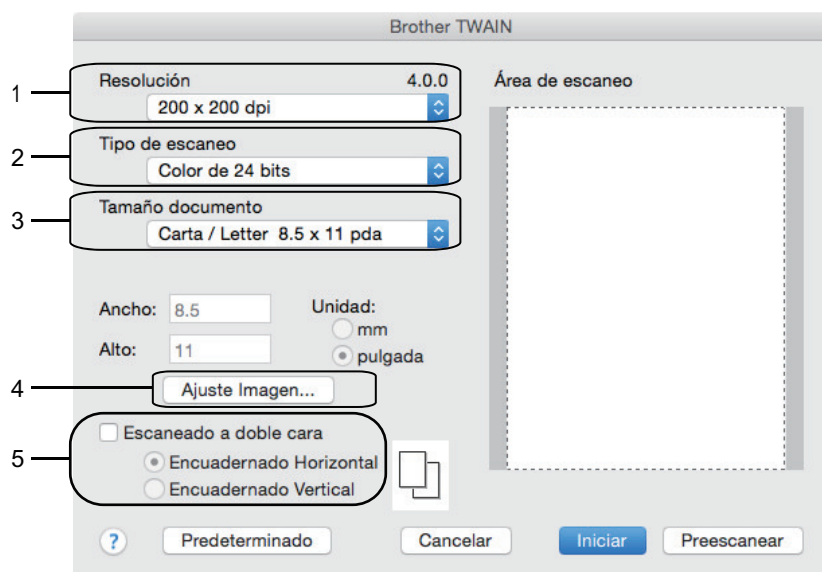 Brother TWAIN
1
Resolución 4.0.0
200 x 200 dpi
2
Tipo de escaneo
Color de 24 bits
3
Tamaño documento
Carta / Letter 8.5 x 11 pda
Ancho: 8.5
Alto: 11
Unidad:
mm
pulgada
4
Ajuste Imagen...
5
Escaneado a doble cara
Encuadernado Horizontal
Encuadernado Vertical
Área de escaneo
?
Predeterminado
Cancelar
Iniciar
Preescanear